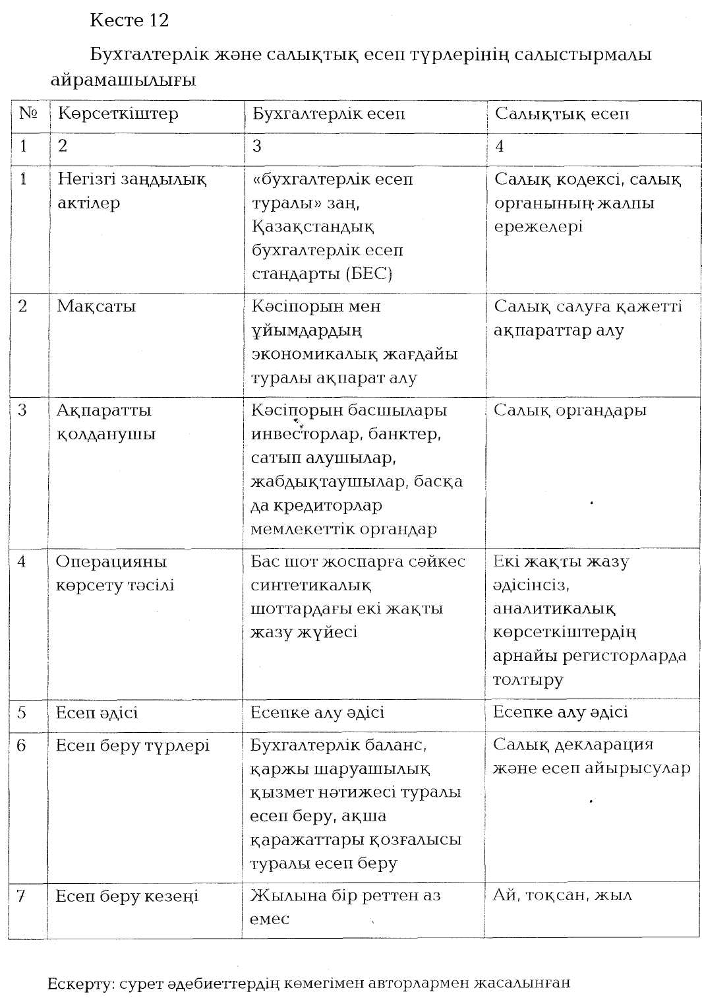 Кесте 12
Бухгалтерлік және салықтық есеп түрлерінің салыстырмалы
айрамашылығы
№ Көрсеткіштер Бухгалтерлік есеп Салықтық есеп
1 2 3 4
1 Негізгі заңдылық «бухгалтерлік есеп Салық кодексі, салық
актілер туралы» заң, органының жалпы
Қазақстандық ережелері
бухгалтерлік есеп
стандарты (БЕС)
2 Мақсаты Кәсіпорын мен Салық салуға қажетті
ұйымдардың ақпараттар алу
экономикалық жағдайы
туралы ақпарат алу
3 Ақпаратты Кәсіпорын басшылары Салық органдары
қолданушы инвесторлар, банктер,
сатып алушылар,
жабдықтаушылар, басқа
да кредиторлар
мемлекеттік органдар
4 Операцияны Бас шот жоспарға сәйкес Екі жақты жазу
көрсету тәсілі синтетикалық әдісінсіз,
шоттардағы екі жақты аналитикалық
жазу жүйесі көрсеткіштердің
арнайы регисторларда
толтыру
5 Есеп әдісі Есепке алу әдісі Есепке алу әдісі
6 Есеп беру түрлері Бухгалтерлік баланс, Салық декларация
қаржы шаруашылық және есеп айырысулар
қызмет нәтижесі туралы
есеп беру, ақша
қаражаттары қозғалысы
туралы есеп беру
7 Есеп беру кезеңі Жылына бір реттен аз Ай, тоқсан, жыл
емес
Ескерту: сурет әдебиеттердің көмегімен авторлармен жасалынған